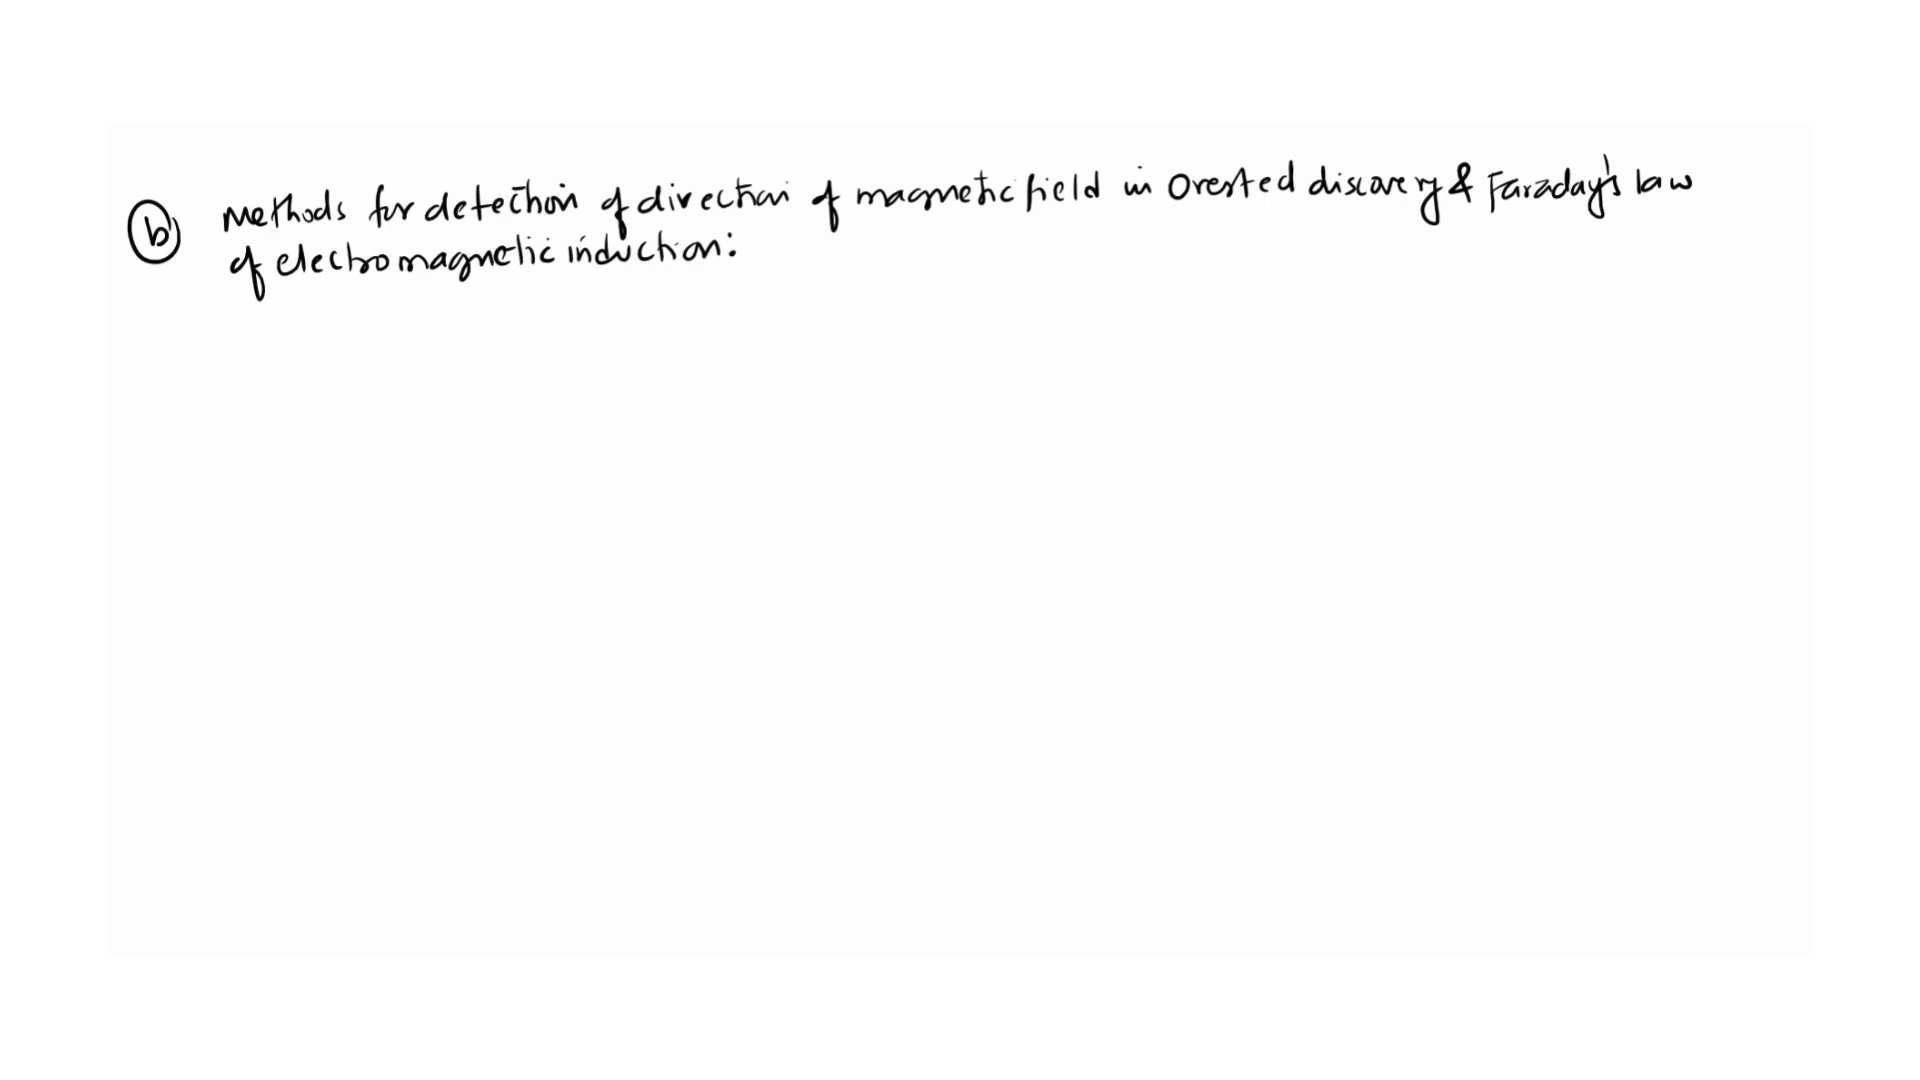 (b) Methods for detection of direction of magnetic field in Orested discovery & Faraday's law
of electromagnetic induction: